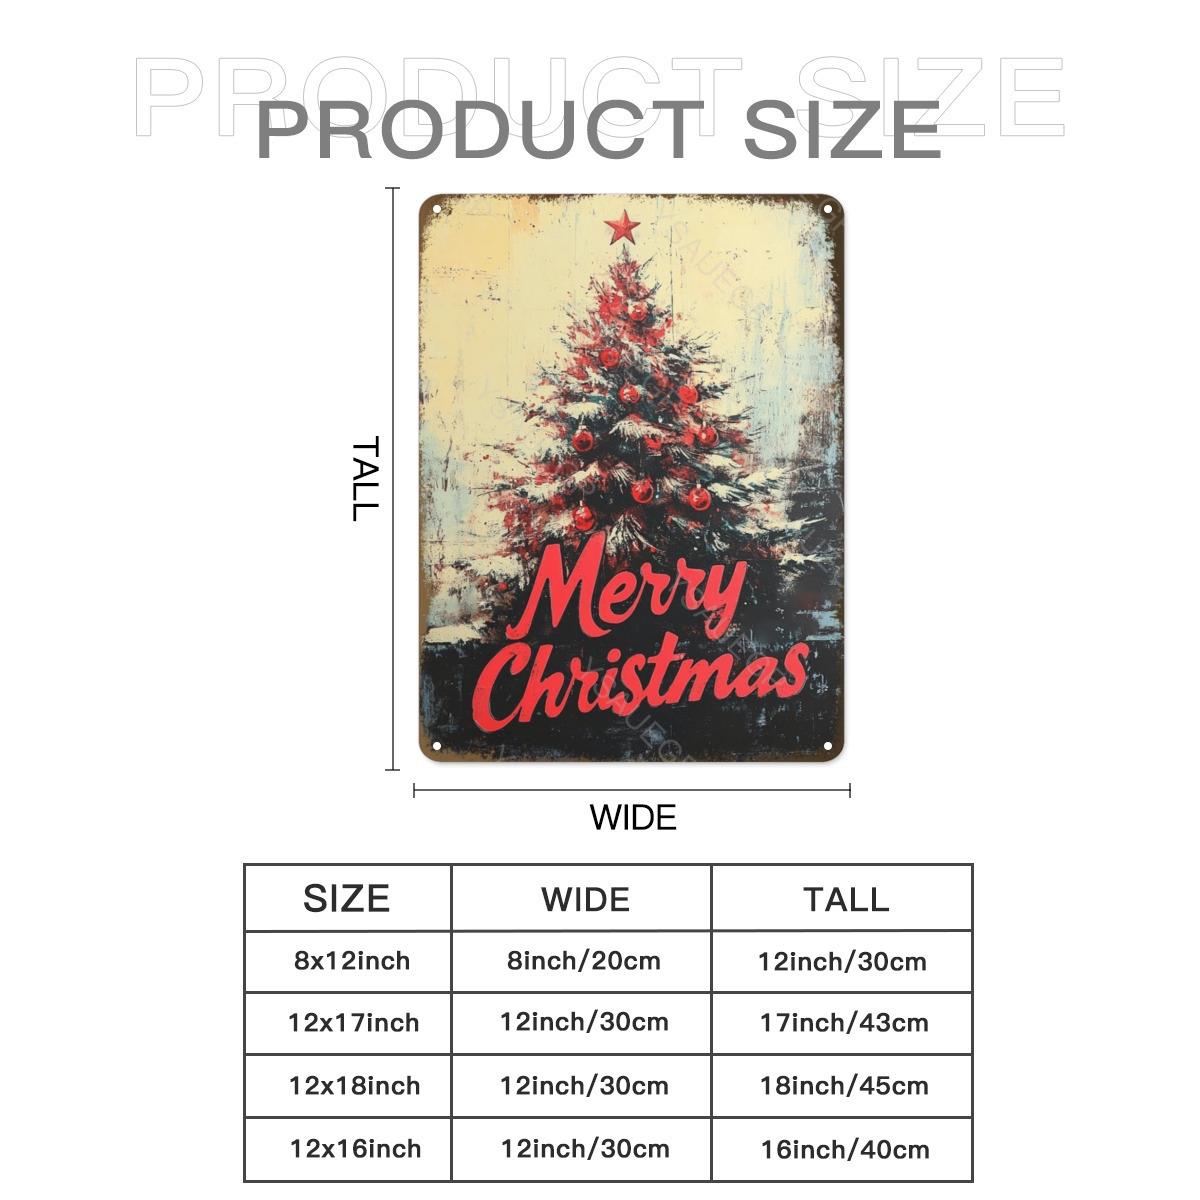 PRODUCT SIZE
PRODUCT SIZE
TALL
Merry
Christmas
WIDE
SIZE WIDE TALL
8x12inch 8inch/20cm 12inch/30cm
12x17inch 12inch/30cm 17inch/43cm
12x18inch 12inch/30cm 18inch/45cm
12x16inch 12inch/30cm 16inch/40cm